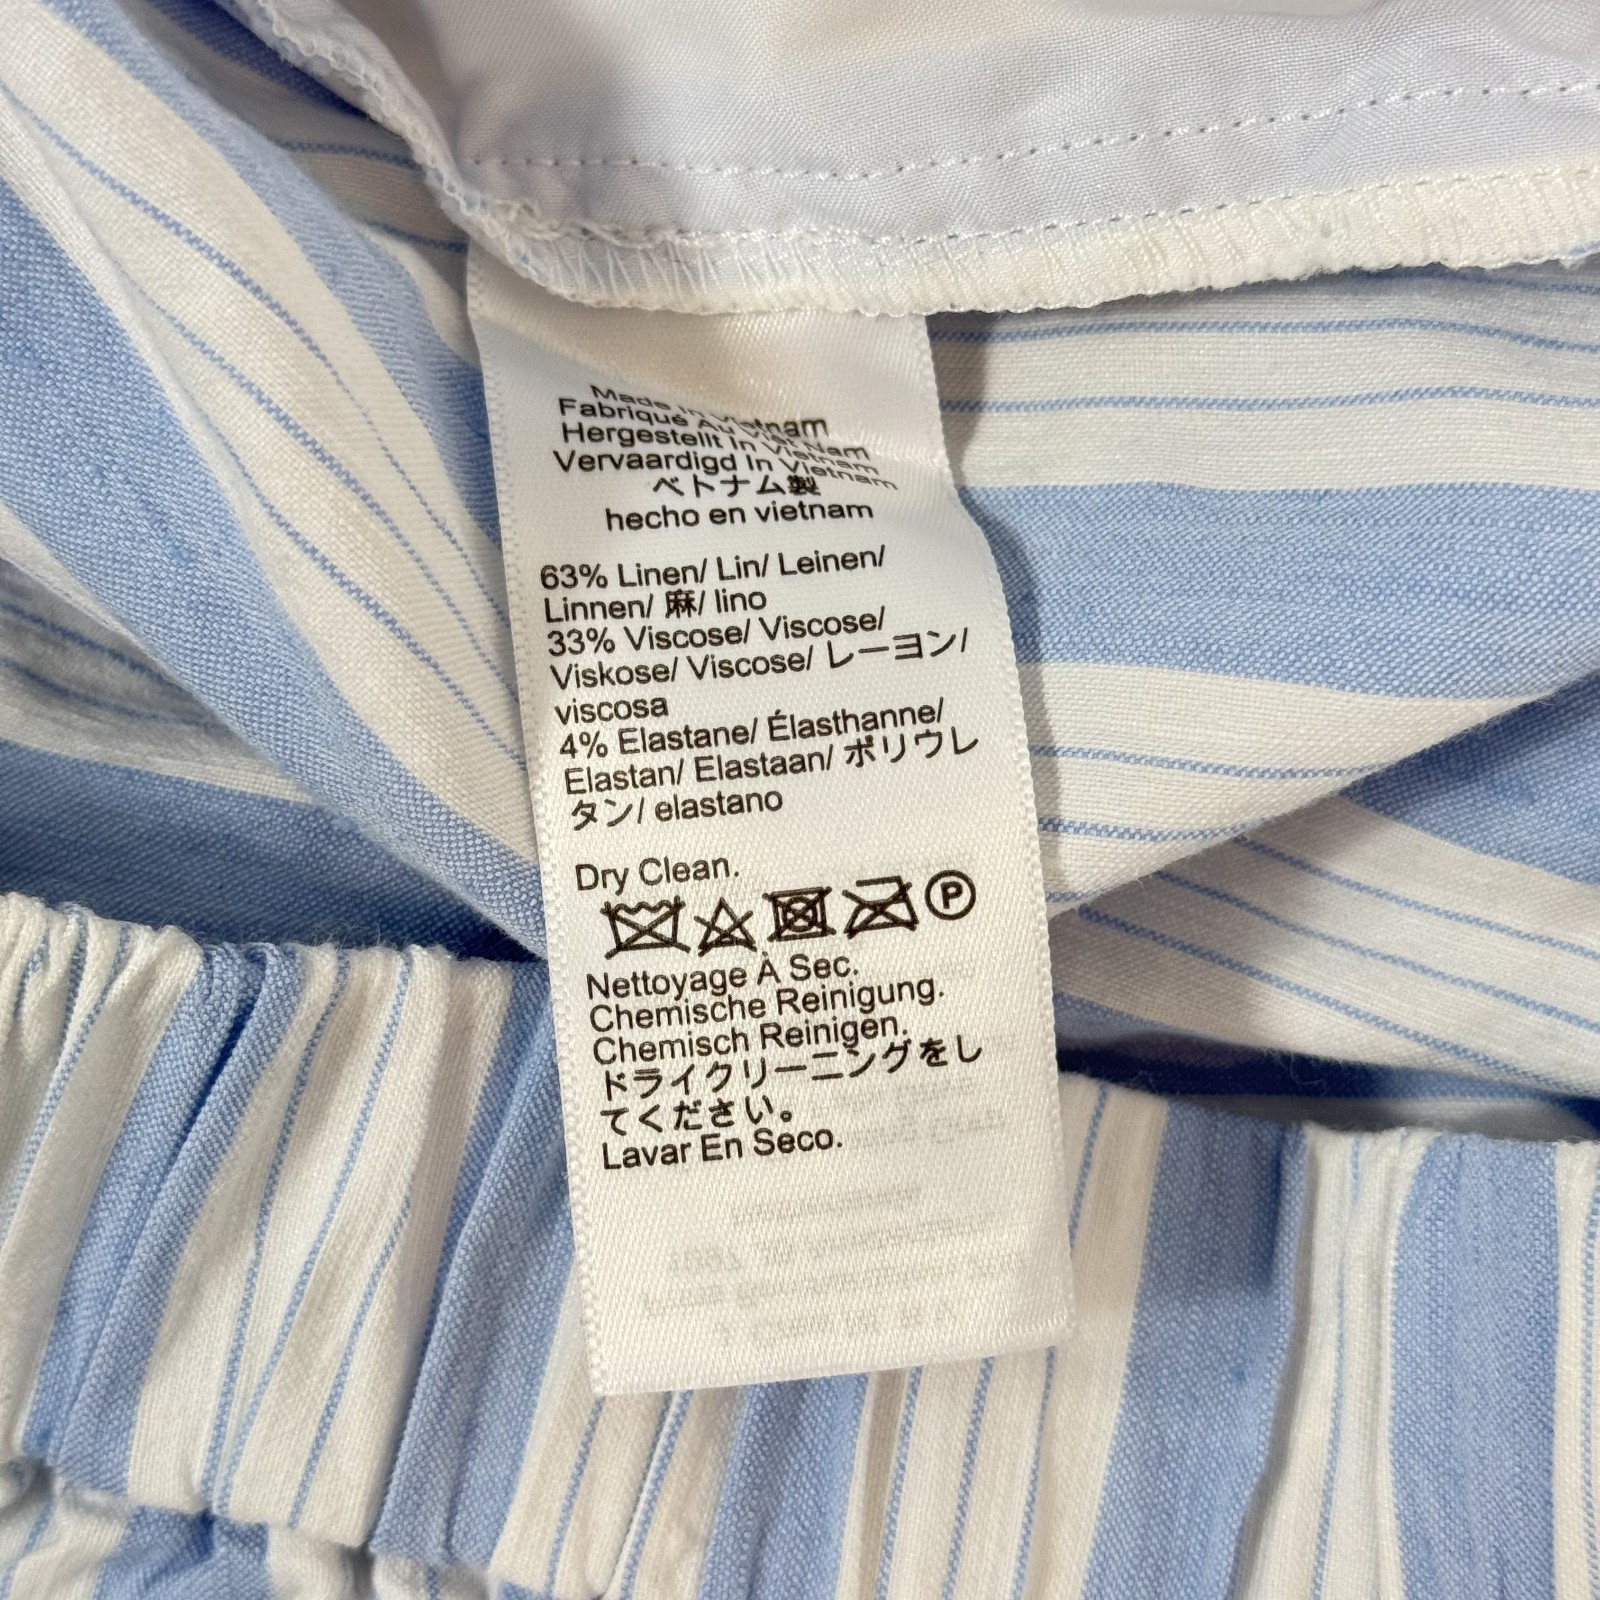 Made In Vietnam
Fabriqué Au Viet Nam
Hergestellt In Vietnam
Vervaardigd In Vietnam
ベトナム製
hecho en vietnam
63% Linen/ Lin/ Leinen/
Linnen/ 麻/ lino
33% Viscose/ Viscose/
Viskose/ Viscose/ レーヨン/
viscosa
4% Elastane/ Élasthanne/
Elastan/ Elastaan/ ポリウレ
タン/ elastano
Dry Clean.
P
Nettoyage À Sec.
Chemische Reinigung.
Chemisch Reinigen.
ドライクリーニングをし
てください。
Lavar En Seco.